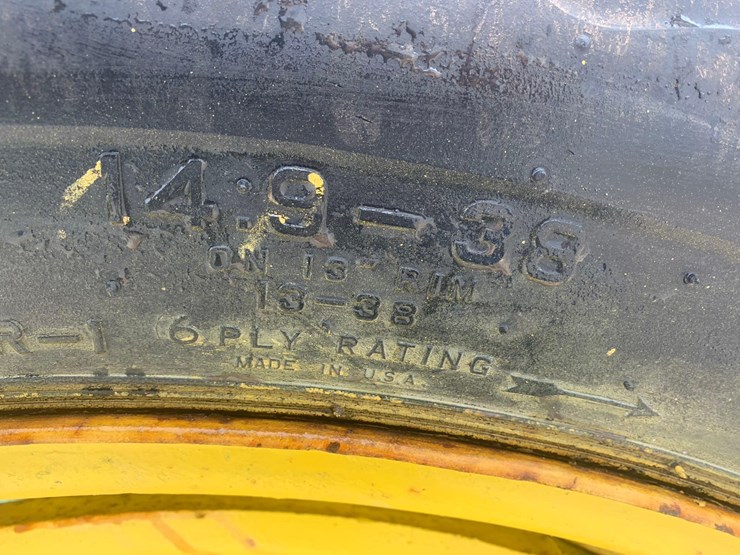 14.9-38
ON 13" RIM
13-38
R-1
6 PLY RATING
MADE IN U.S.A.